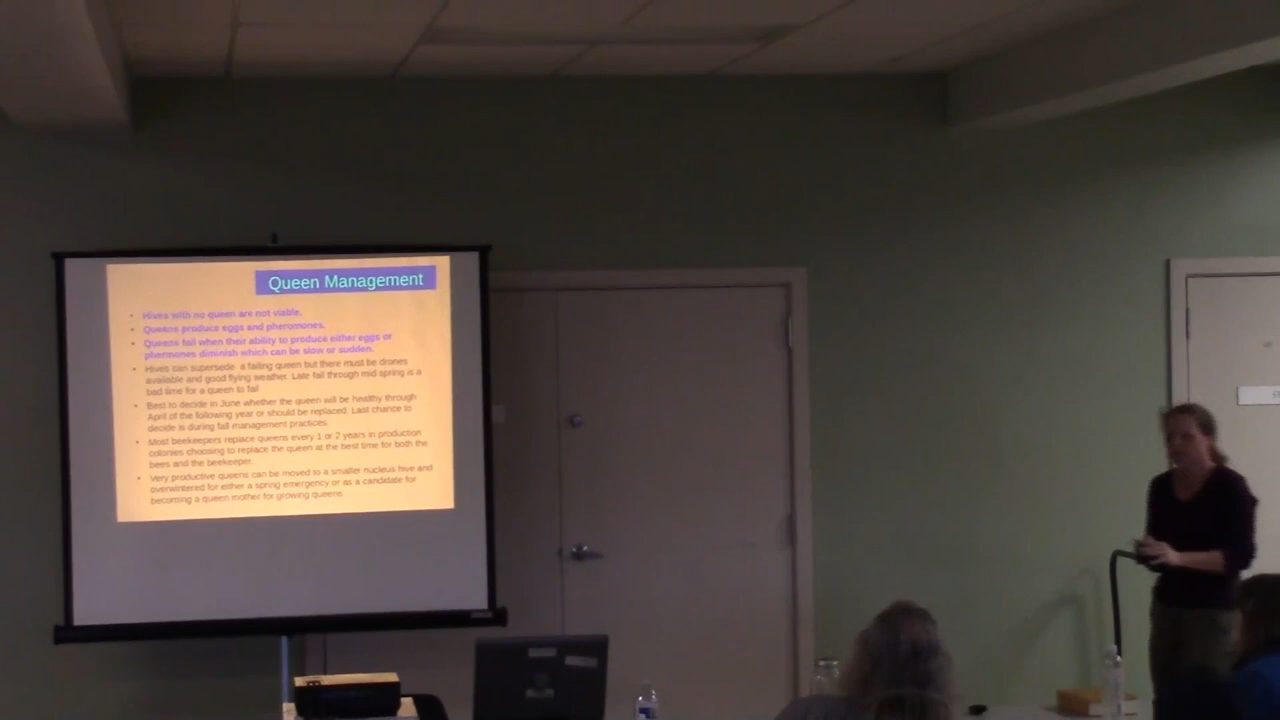 Queen Management
• Hives with no queen are not viable.
• Queens produce eggs and pheromones.
• Queens fail when their ability to produce either eggs or
phermones diminish which can be slow or sudden.
• Hives can supersede a failing queen but there must be drones
available and good flying weather. Late fall through mid spring is a
bad time for a queen to fail
• Best to decide in June whether the queen will be healthy through
April of the following year or should be replaced. Last chance to
decide is during fall management practices.
• Most beekeepers replace queens every 1 or 2 years in production
colonies choosing to replace the queen at the best time for both the
bees and the beekeeper.
• Very productive queens can be moved to a smaller nucleus hive and
overwintered for either a spring emergency or as a candidate for
becoming a queen mother for growing queens.